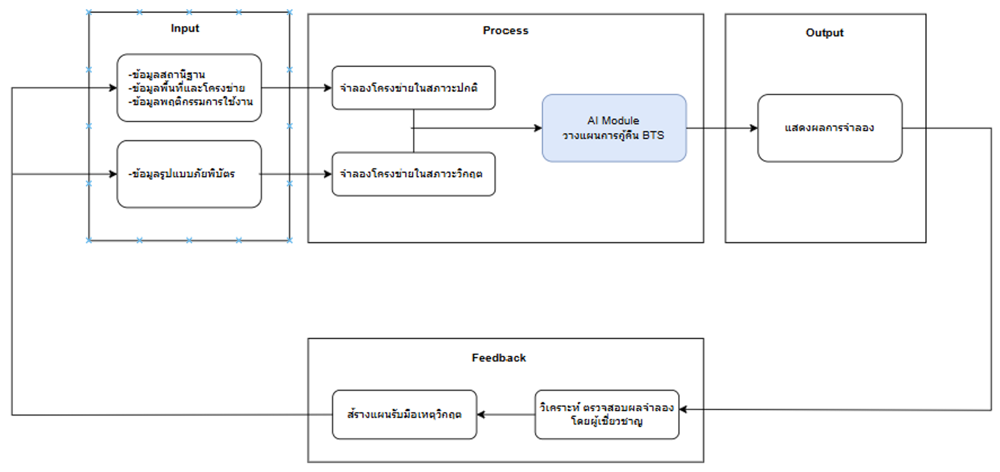 Input
-ข้อมูลสถานีฐาน
-ข้อมูลพื้นที่และโครงข่าย
-ข้อมูลพฤติกรรมการใช้งาน
-ข้อมูลรูปแบบภัยพิบัตร
Process
จำลองโครงข่ายในสภาวะปกติ
จำลองโครงข่ายในสภาวะวิกฤต
AI Module
วางแผนการกู้คืน BTS
Output
แสดงผลการจำลอง
Feedback
สร้างแผนรับมือเหตุวิกฤต
วิเคราะห์ ตรวจสอบผลจำลอง
โดยผู้เชี่ยวชาญ